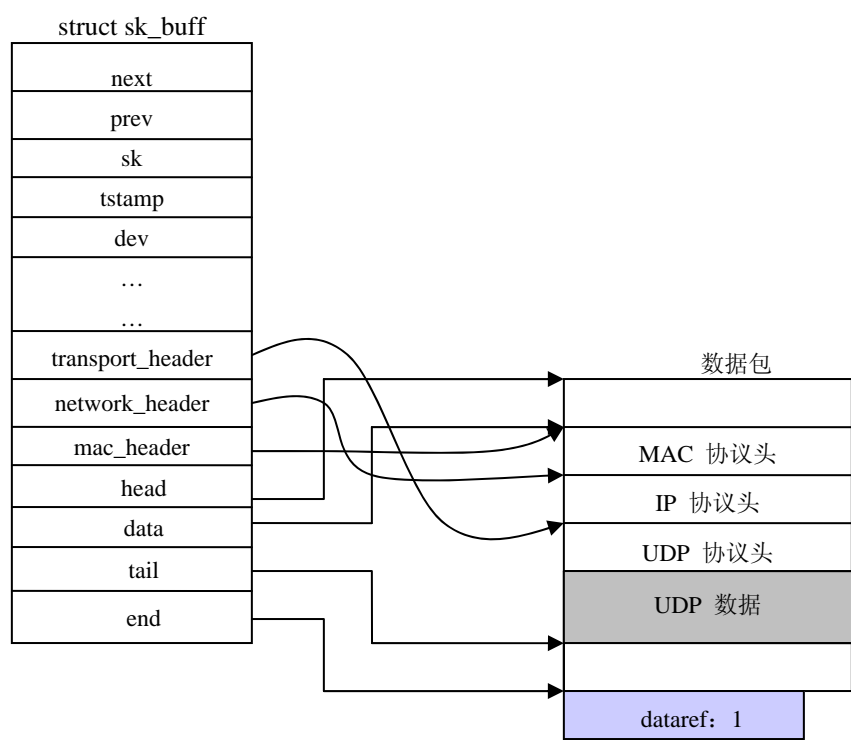 struct sk_buff
next
prev
sk
tstamp
dev
…
…
transport_header
network_header
mac_header
head
data
tail
end
数据包
MAC 协议头
IP 协议头
UDP 协议头
UDP 数据
dataref：1